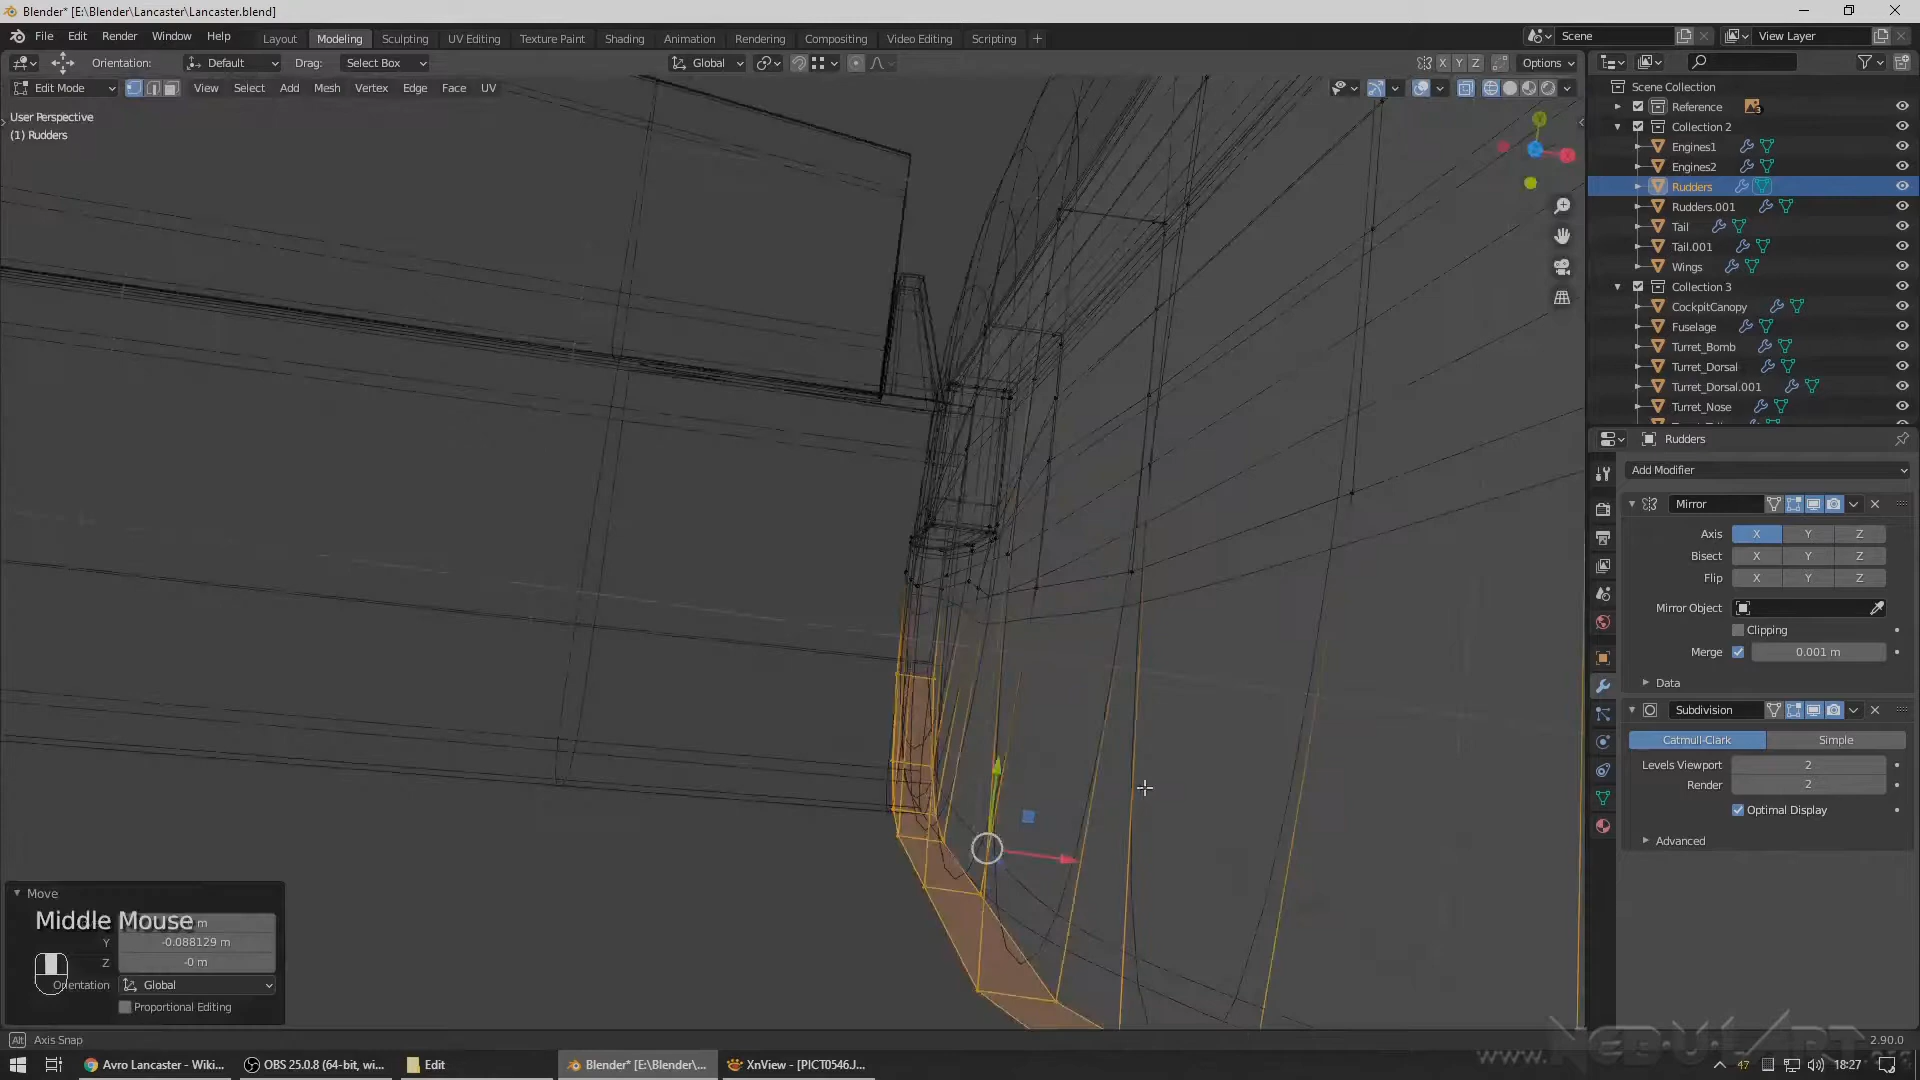 Blender* [E:\Blender\Lancaster\Lancaster.blend]
File Edit Render Window Help Layout Modeling Sculpting UV Editing Texture Paint Shading Animation Rendering Compositing Video Editing Scripting + Scene View Layer
Orientation: Default Drag: Select Box Global X Y Z Options
Edit Mode View Select Add Mesh Vertex Edge Face UV
User Perspective
(1) Rudders
Scene Collection
Reference
3
Collection 2
Engines1
Engines2
Rudders
Rudders.001
Tail
Tail.001
Wings
Collection 3
CockpitCanopy
Fuselage
Turret_Bomb
Turret_Dorsal
Turret_Dorsal.001
Turret_Nose
Rudders
Add Modifier
Mirror
Axis X Y Z
Bisect X Y Z
Flip X Y Z
Mirror Object
Clipping
Merge 0.001 m
Data
Subdivision
Catmull-Clark Simple
Levels Viewport 2
Render 2
Optimal Display
Advanced
Move
Middle Mouse
m
Y -0.088129 m
Z -0 m
Orientation Global
Proportional Editing
Alt Axis Snap
2.90.0
Avro Lancaster - Wiki... OBS 25.0.8 (64-bit, wi... Edit Blender* [E:\Blender\... XnView - [PICT0546.J... 47 18:27